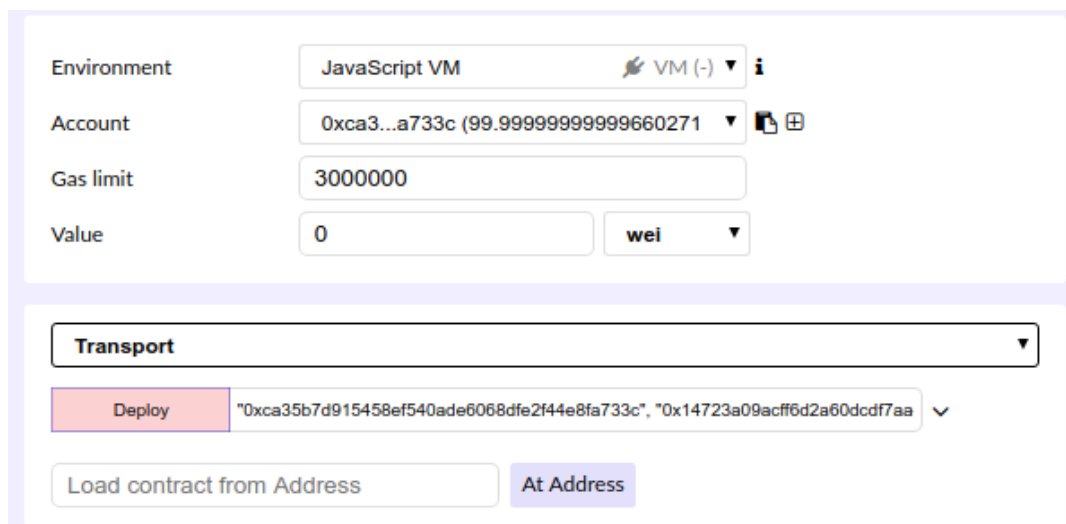 Environment JavaScript VM VM (-) i
Account 0xca3...a733c (99.99999999999660271
Gas limit 3000000
Value 0 wei
Transport
Deploy "0xca35b7d915458ef540ade6068dfe2f44e8fa733c", "0x14723a09acff6d2a60dcdf7aa
Load contract from Address At Address